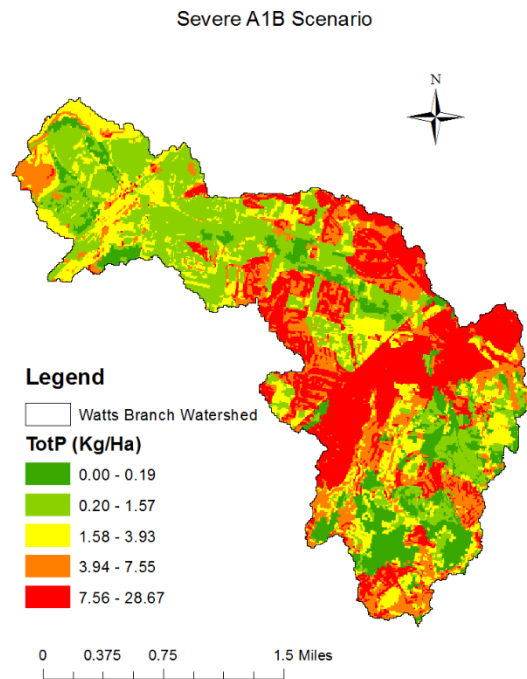 Severe A1B Scenario
N
Legend
Watts Branch Watershed
TotP (Kg/Ha)
0.00 - 0.19
0.20 - 1.57
1.58 - 3.93
3.94 - 7.55
7.56 - 28.67
0 0.375 0.75 1.5 Miles